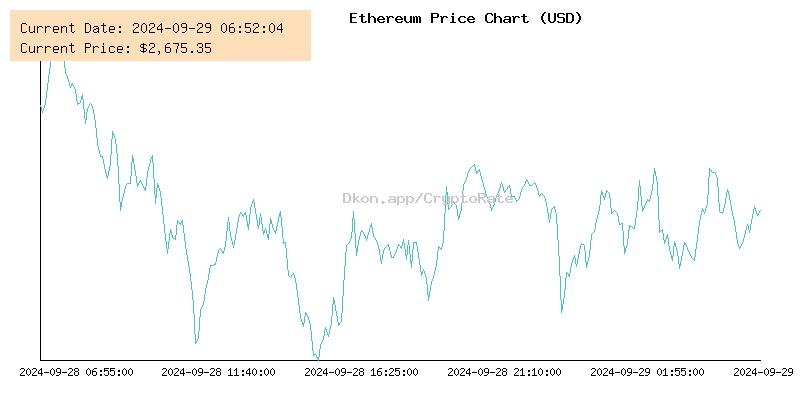 Ethereum Price Chart (USD)
Current Date: 2024-09-29 06:52:04
Current Price: $2,675.35
Dkon.app/CryptoRate
2024-09-28 06:55:00 2024-09-28 11:40:00 2024-09-28 16:25:00 2024-09-28 21:10:00 2024-09-29 01:55:00 2024-09-29